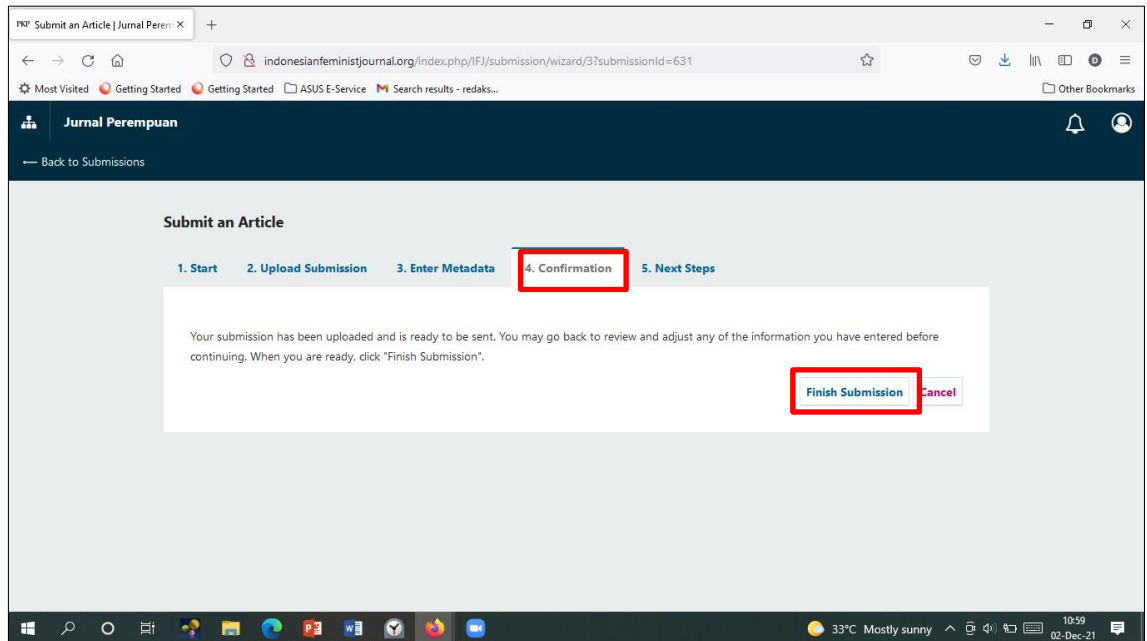 PKP Submit an Article | Jurnal Perem
indonesianfeministjournal.org/index.php/IFJ/submission/wizard/3?submissionId=631
Most Visited Getting Started Getting Started ASUS E-Service Search results - redaks... Other Bookmarks
Jurnal Perempuan
← Back to Submissions
Submit an Article
1. Start 2. Upload Submission 3. Enter Metadata 4. Confirmation 5. Next Steps
Your submission has been uploaded and is ready to be sent. You may go back to review and adjust any of the information you have entered before
continuing. When you are ready, click "Finish Submission".
Finish Submission Cancel
33°C Mostly sunny 10:59
02-Dec-21